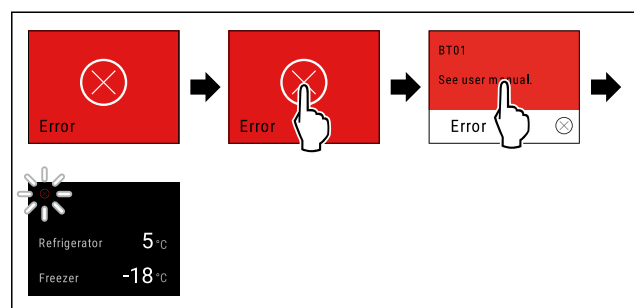 Error
Error
BT01
See user manual.
Error
Refrigerator 5 °C
Freezer -18 °C